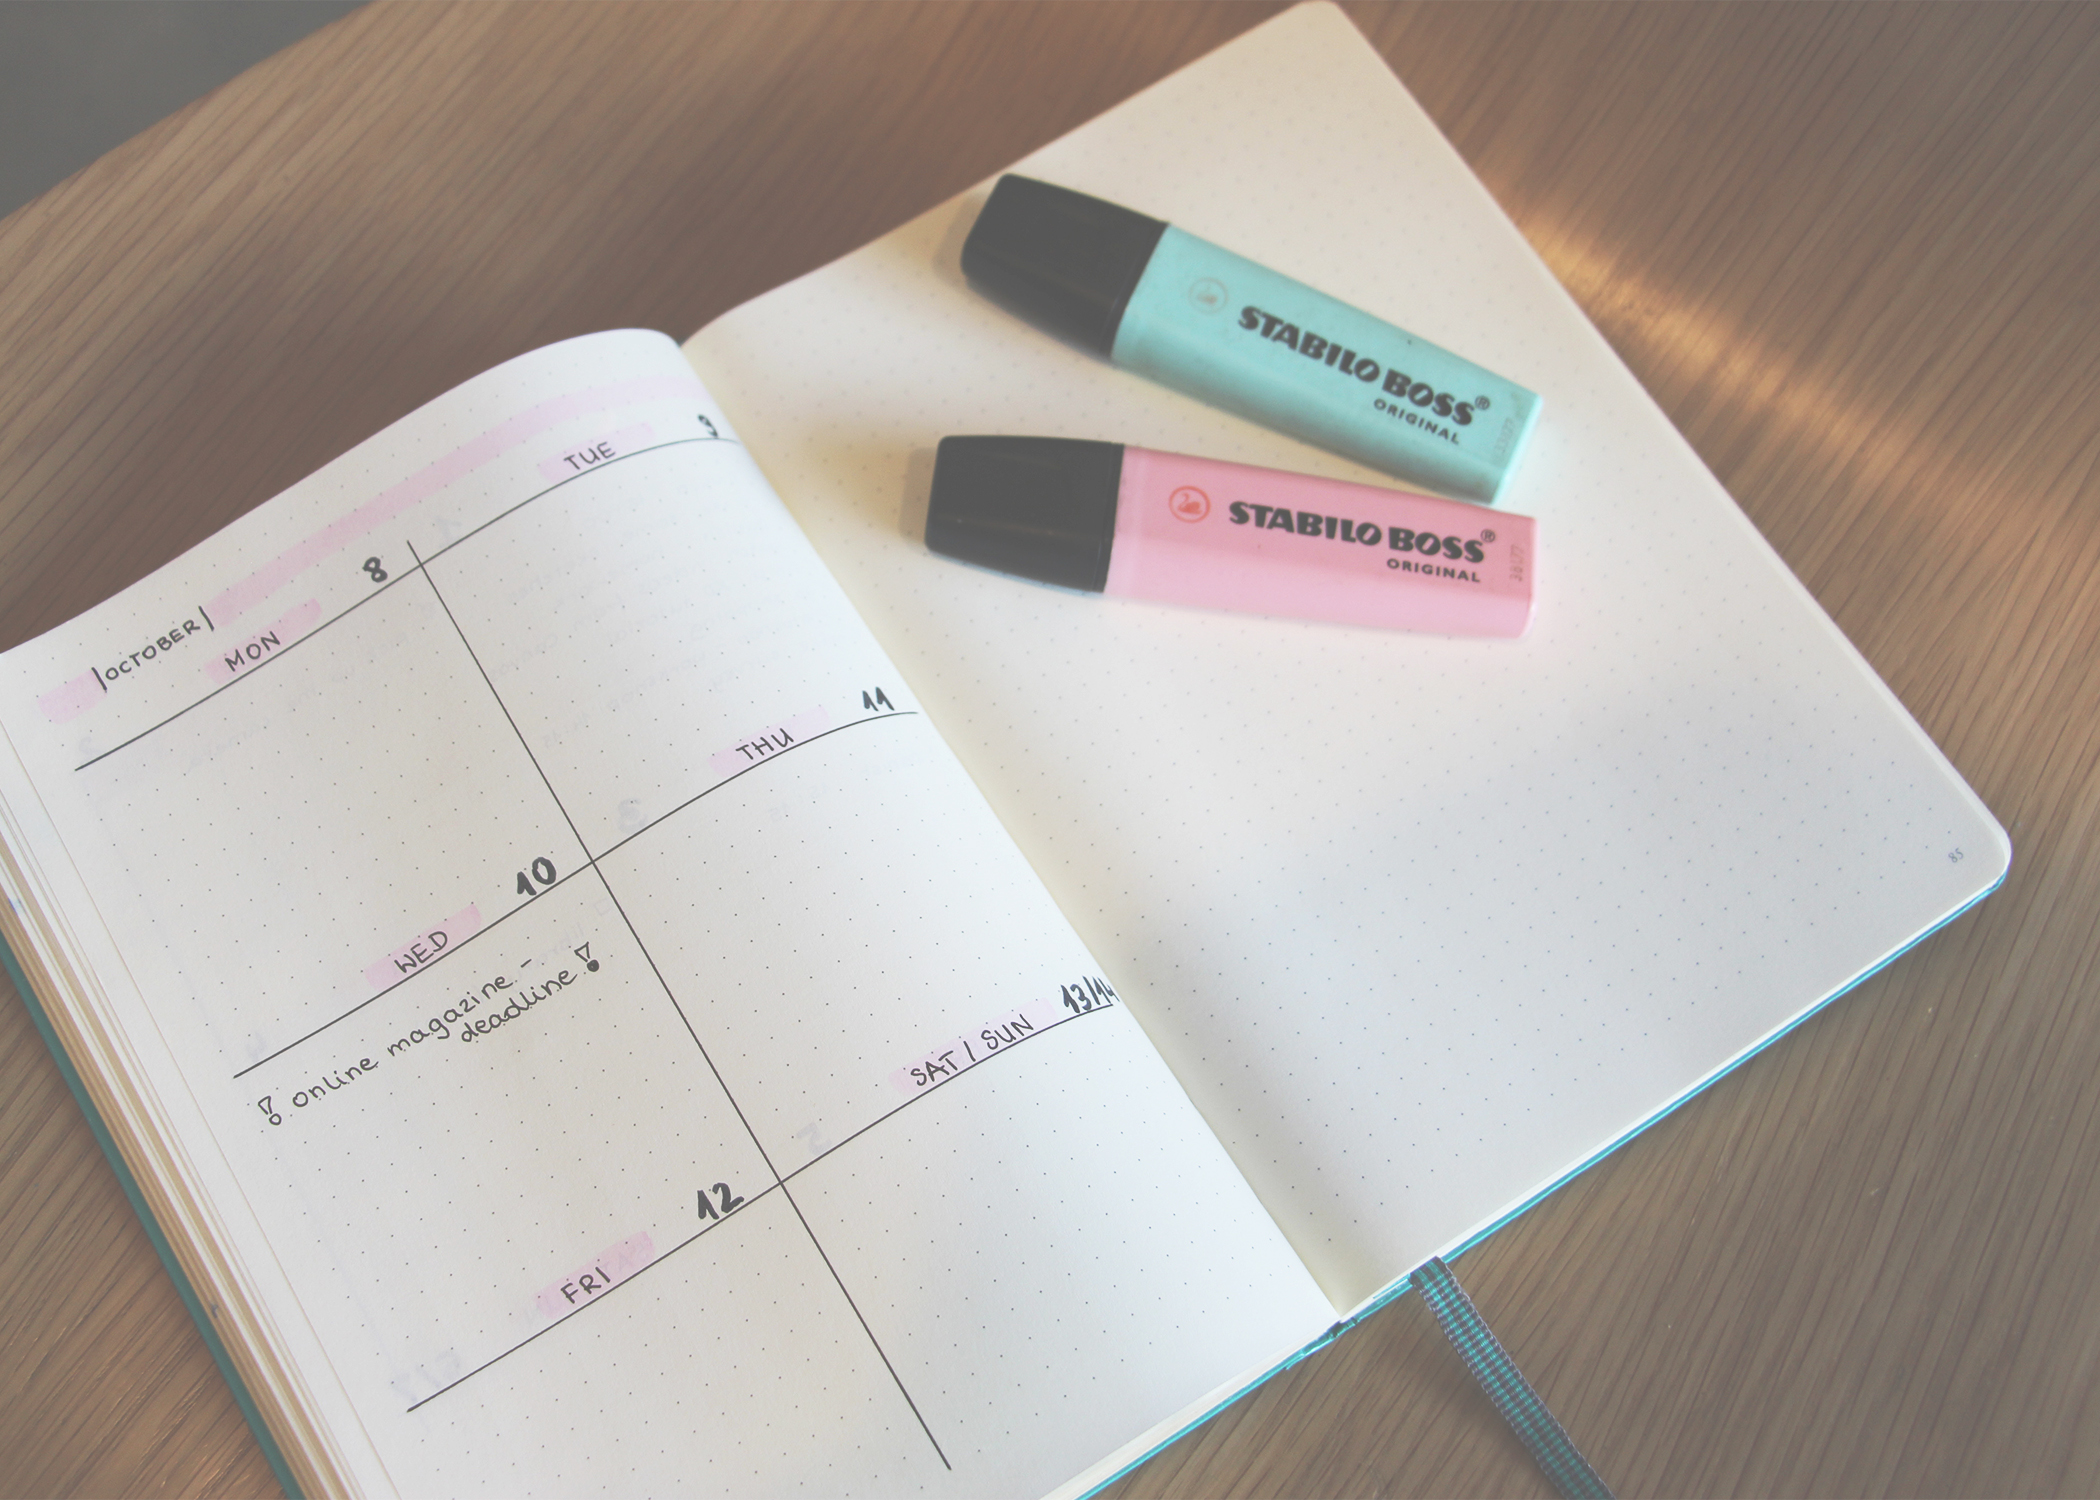 |OCTOBER|
MON 8
TUE 9
WED 10
! online magazine -
deadline !
THU 11
FRI 12
SAT / SUN 13/14
STABILO BOSS®
ORIGINAL
STABILO BOSS®
ORIGINAL
85